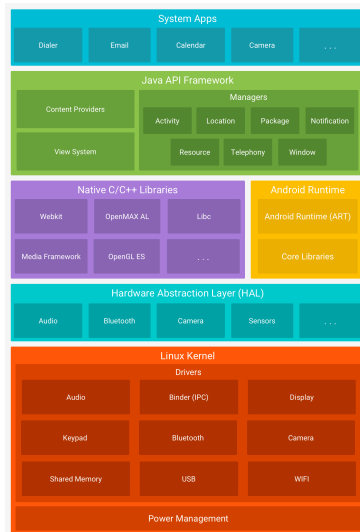 System Apps
Dialer
Email
Calendar
Camera
. . .
Java API Framework
Content Providers
View System
Managers
Activity
Location
Package
Notification
Resource
Telephony
Window
Native C/C++ Libraries
Webkit
OpenMAX AL
Libc
Media Framework
OpenGL ES
. . .
Android Runtime
Android Runtime (ART)
Core Libraries
Hardware Abstraction Layer (HAL)
Audio
Bluetooth
Camera
Sensors
. . .
Linux Kernel
Drivers
Audio
Binder (IPC)
Display
Keypad
Bluetooth
Camera
Shared Memory
USB
WIFI
Power Management